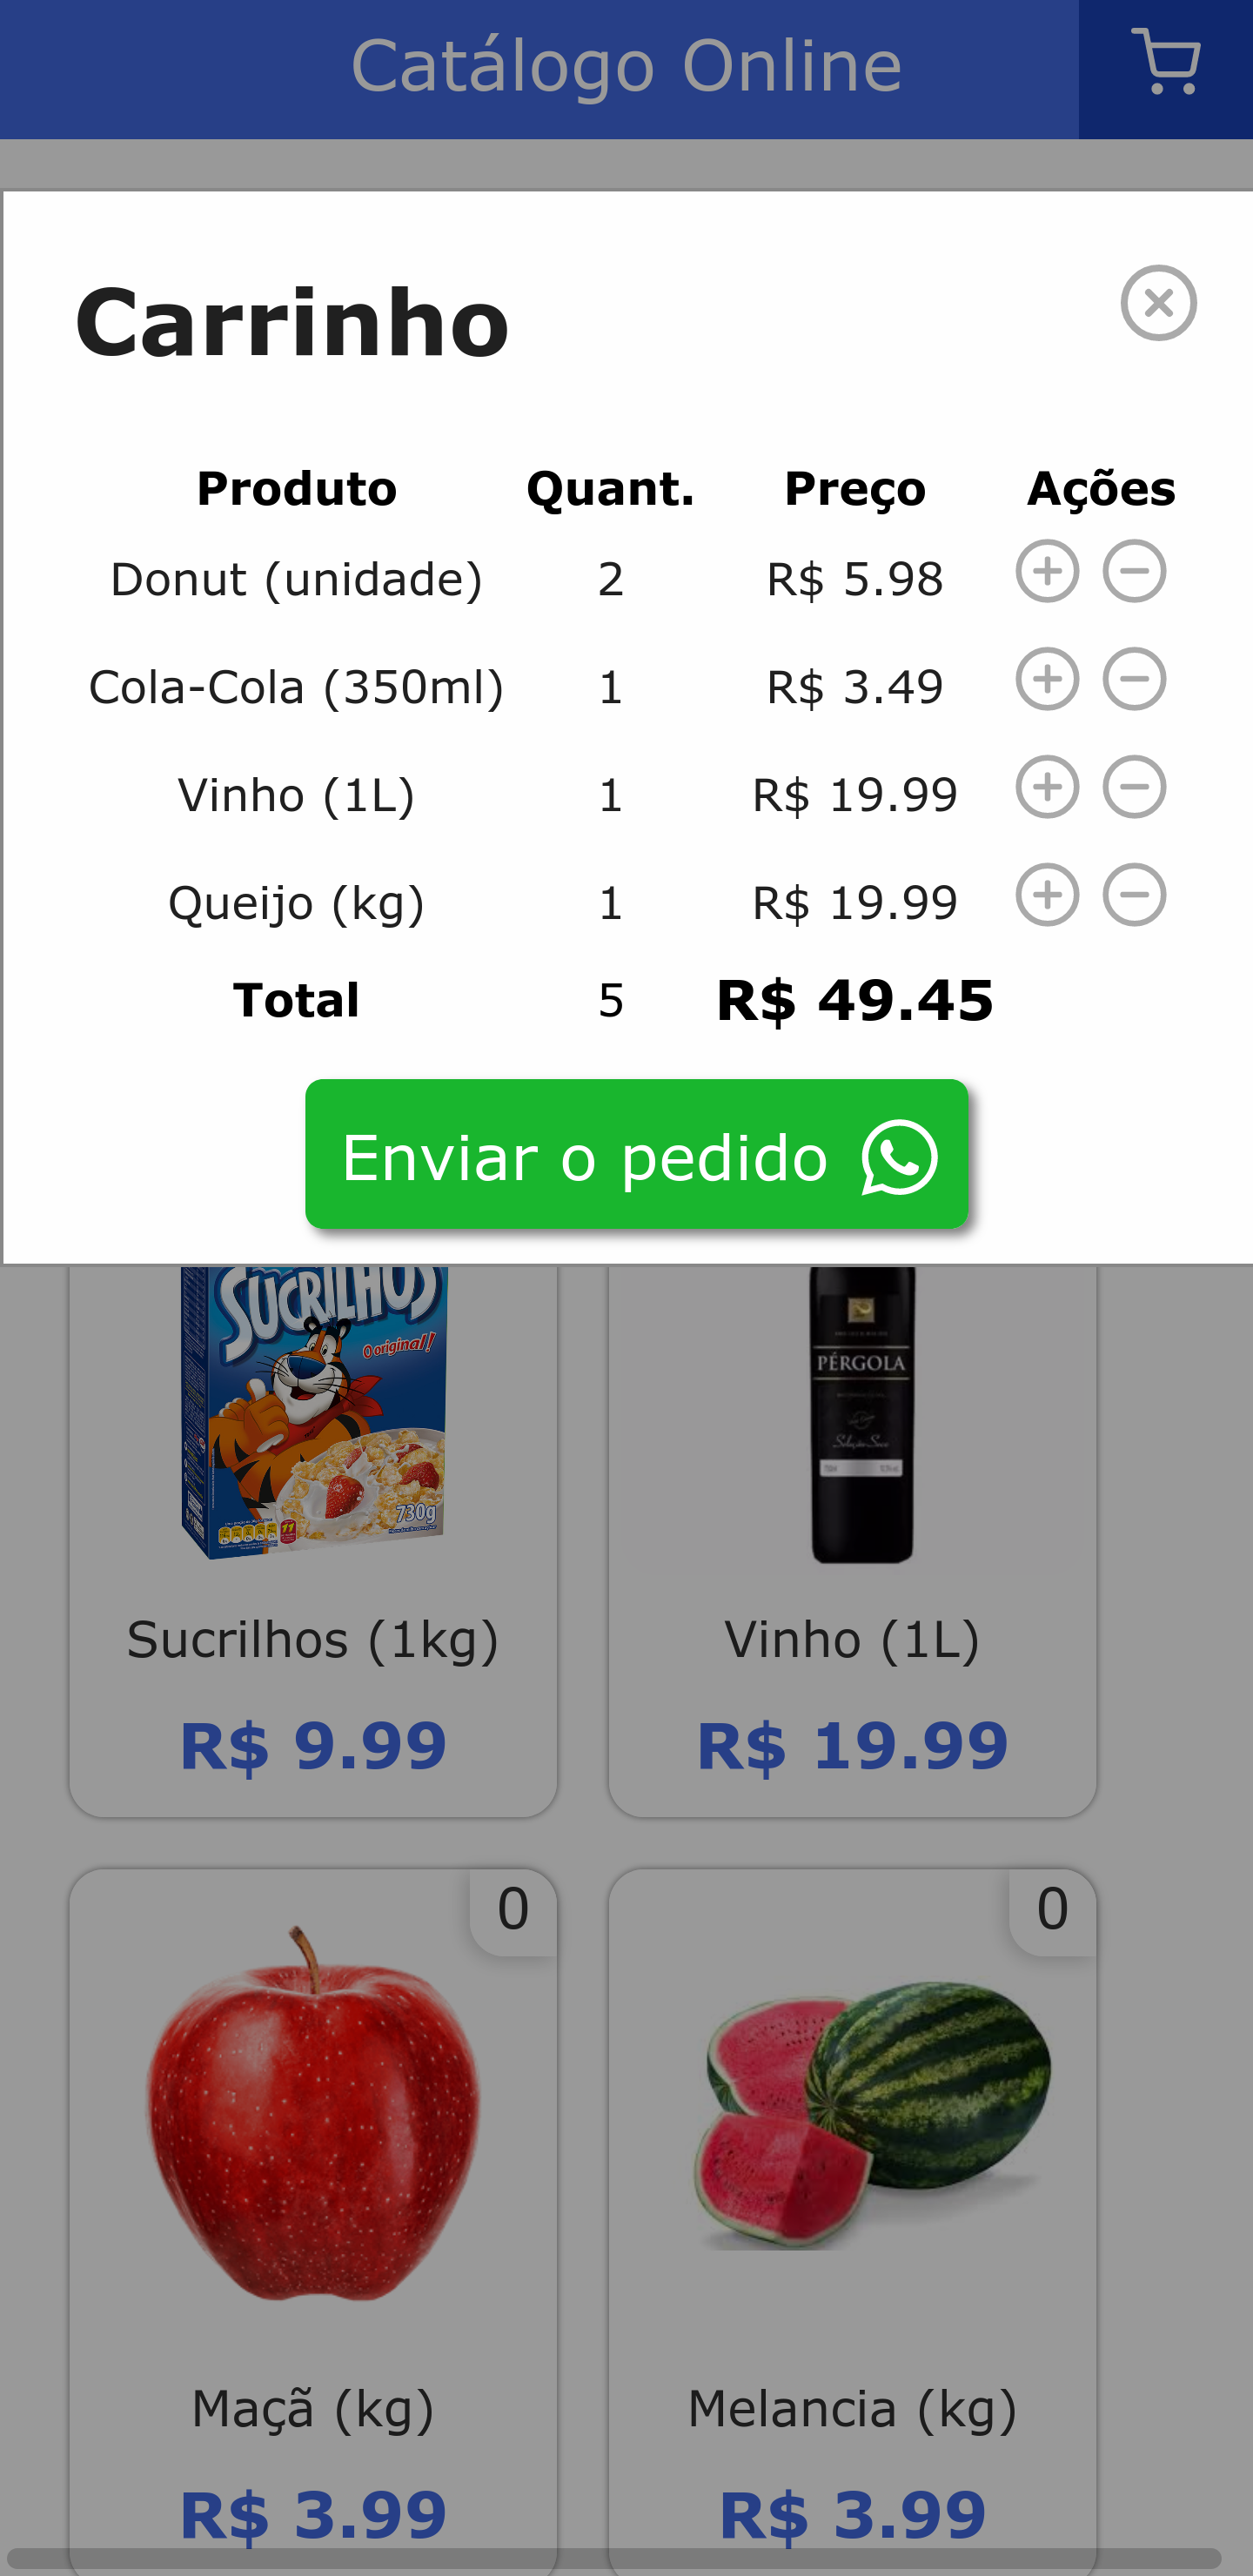 Catálogo Online
Carrinho
Produto Quant. Preço Ações
Donut (unidade) 2 R$ 5.98
Cola-Cola (350ml) 1 R$ 3.49
Vinho (1L) 1 R$ 19.99
Queijo (kg) 1 R$ 19.99
Total 5 R$ 49.45
Enviar o pedido
SUCRILHOS
O original!
730g
PÉRGOLA
Sucrilhos (1kg) Vinho (1L)
R$ 9.99 R$ 19.99
0 0
Maçã (kg) Melancia (kg)
R$ 3.99 R$ 3.99